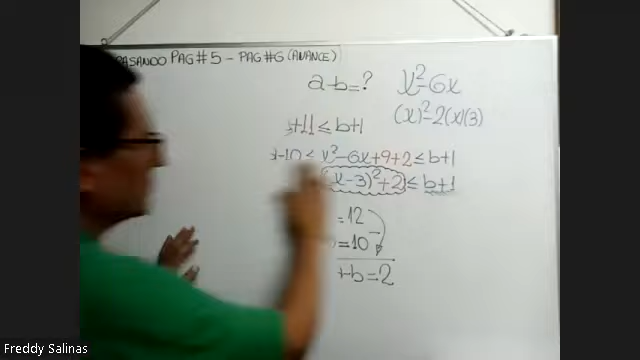 PASANDO PAG#5 - PAG#6 (AVANCE)
a-b=? x²-6x
(x)²-2(x)(3)
+11≤b+1
-10≤x²-6x+9+2≤b+1
x-3)²+2≤b+1
=12
=10
+b=2
Freddy Salinas